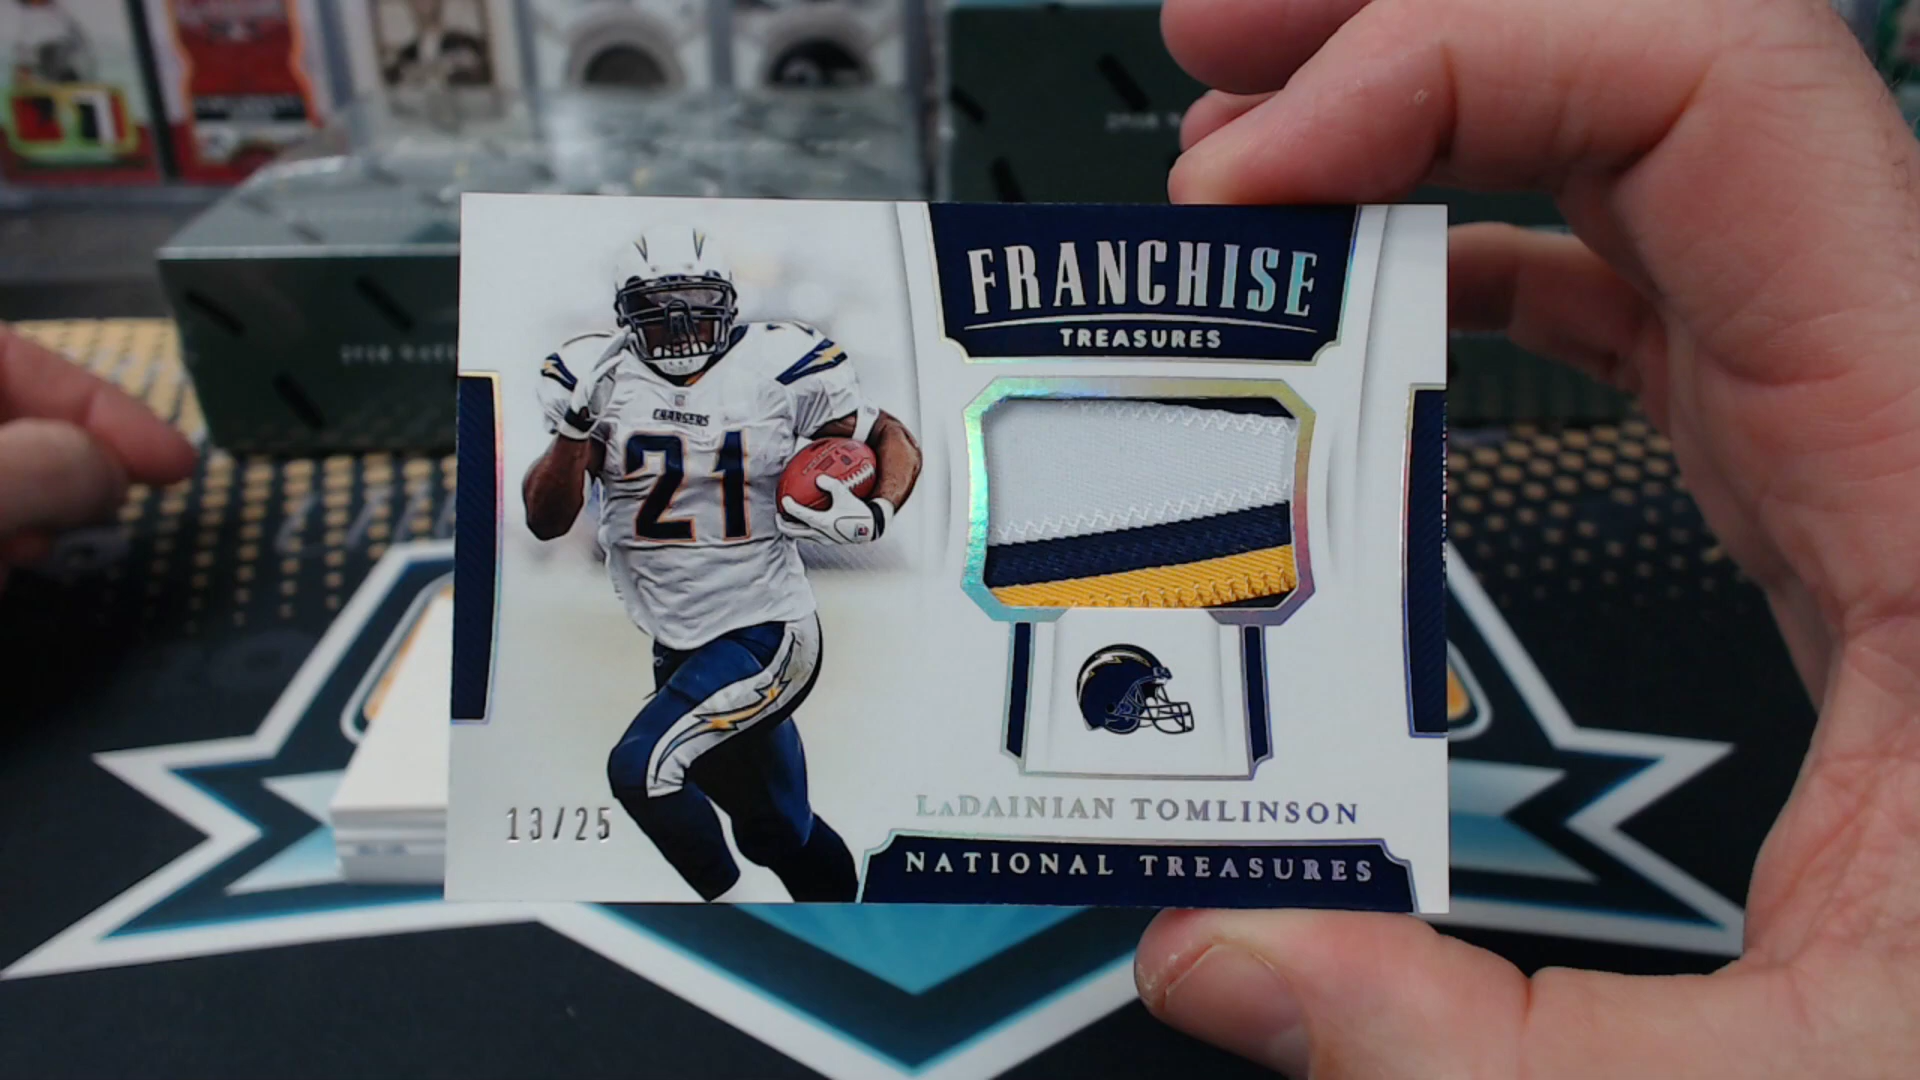 FRANCHISE
TREASURES
CHARGERS
21
LaDAINIAN TOMLINSON
13/25
NATIONAL TREASURES